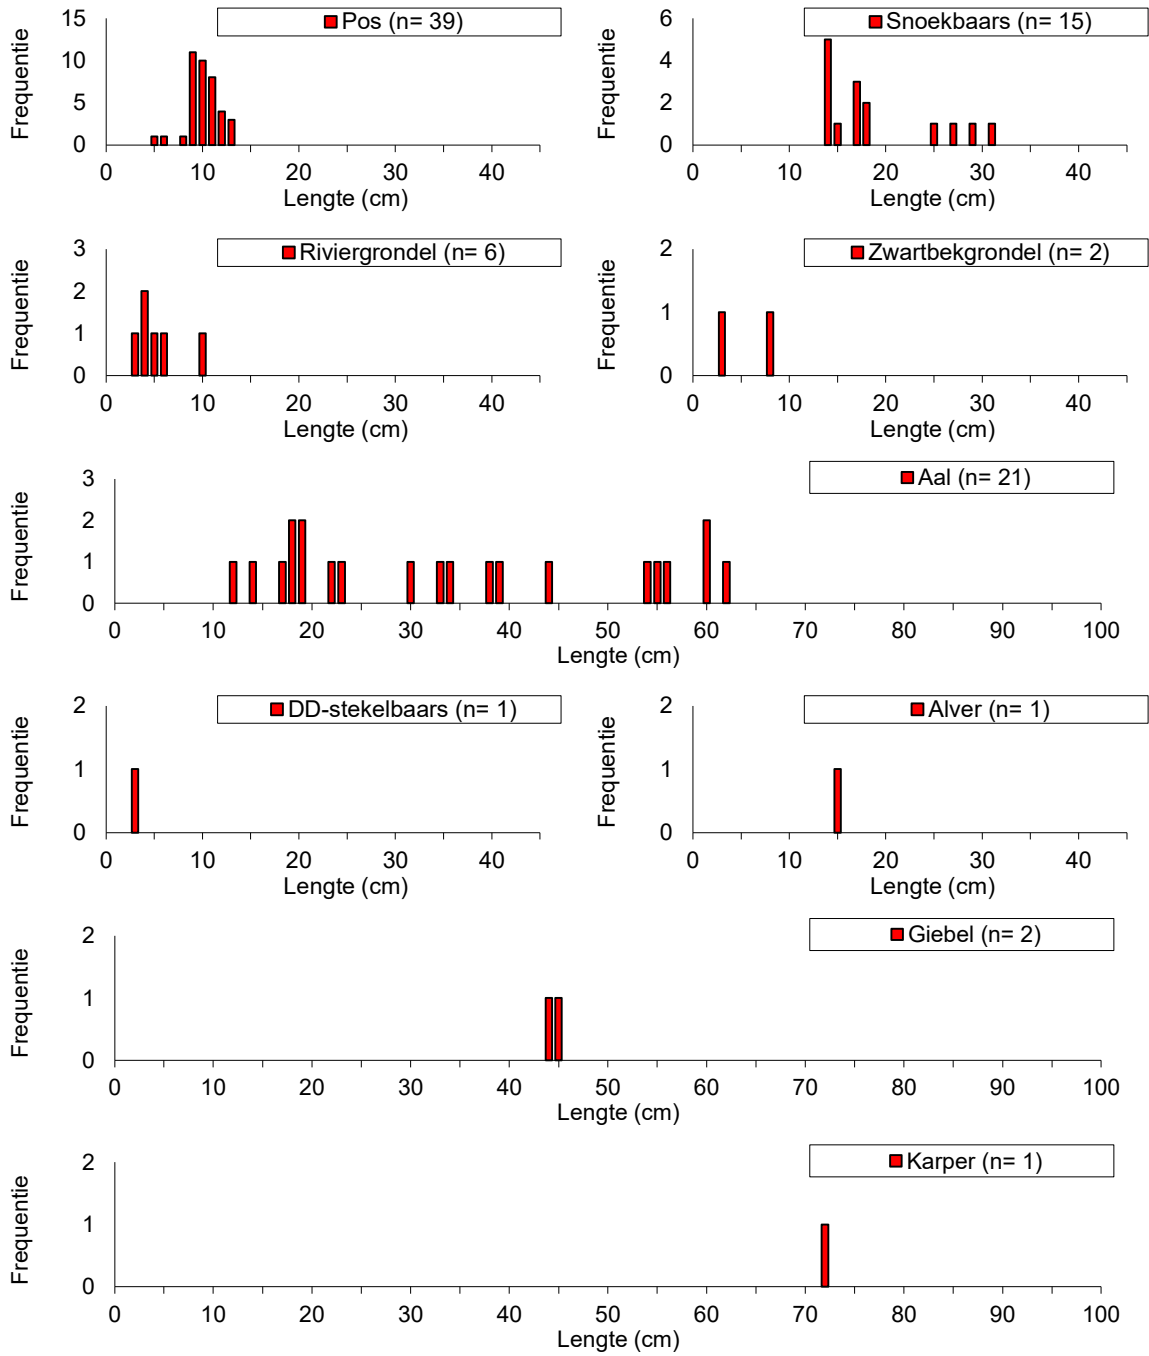 Pos (n= 39)
Frequentie
15
10
5
0
0 10 20 30 40
Lengte (cm)
Snoekbaars (n= 15)
Frequentie
6
4
2
0
0 10 20 30 40
Lengte (cm)
Riviergrondel (n= 6)
Frequentie
3
2
1
0
0 10 20 30 40
Lengte (cm)
Zwartbekgrondel (n= 2)
Frequentie
2
1
0
0 10 20 30 40
Lengte (cm)
Aal (n= 21)
Frequentie
3
2
1
0
0 10 20 30 40 50 60 70 80 90 100
Lengte (cm)
DD-stekelbaars (n= 1)
Frequentie
2
1
0
0 10 20 30 40
Lengte (cm)
Alver (n= 1)
Frequentie
2
1
0
0 10 20 30 40
Lengte (cm)
Giebel (n= 2)
Frequentie
2
1
0
0 10 20 30 40 50 60 70 80 90 100
Lengte (cm)
Karper (n= 1)
Frequentie
2
1
0
0 10 20 30 40 50 60 70 80 90 100
Lengte (cm)